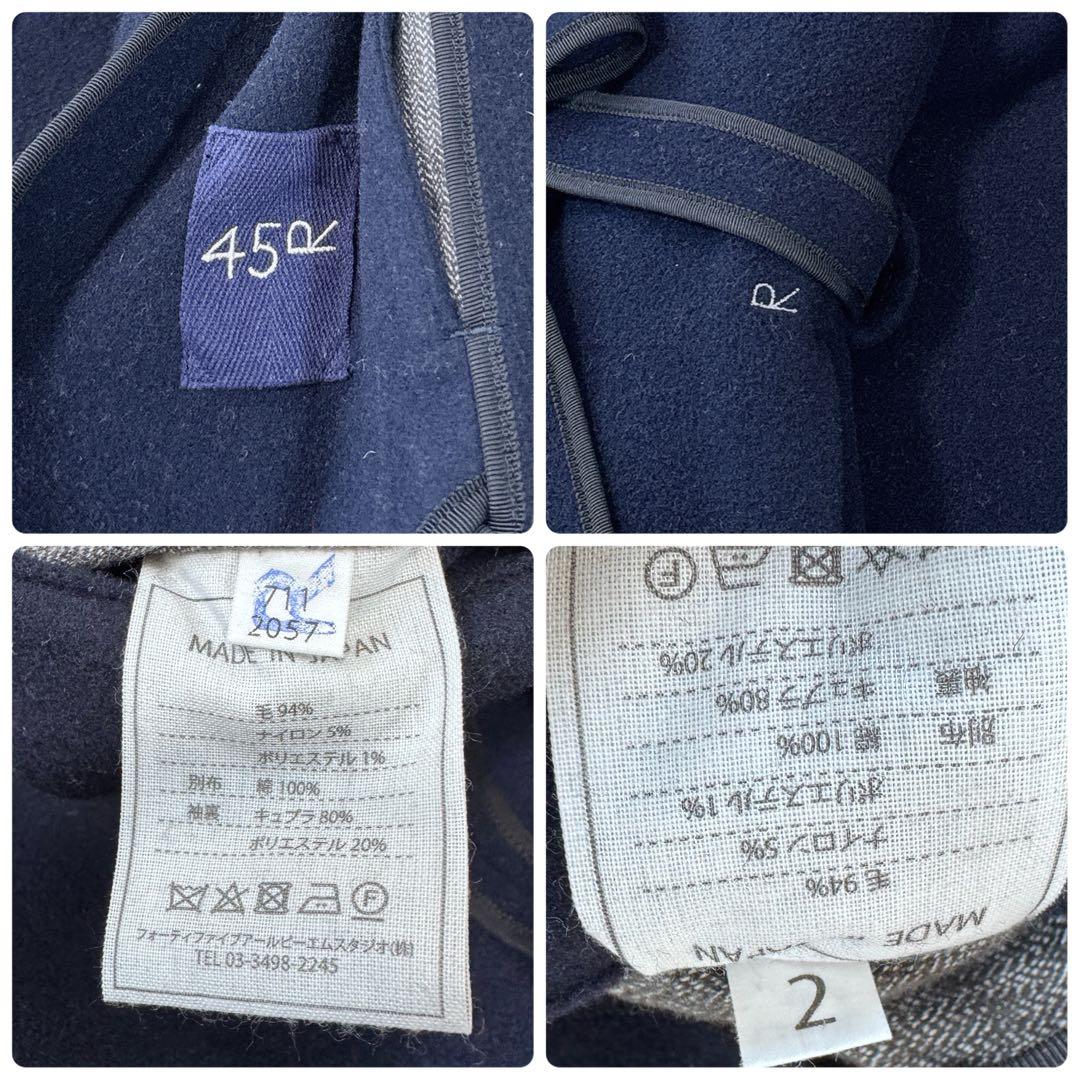 45R
R
R
711
2057
MADE IN JAPAN
毛 94%
ナイロン 5%
ポリエステル 1%
別布 綿 100%
袖裏 キュプラ 80%
ポリエステル 20%
F
フォーティファイブアールピーエムスタジオ(株)
TEL 03-3498-2245
F
ポリエステル 20%
袖裏 キュプラ 80%
別布 綿 100%
ポリエステル 1%
ナイロン 5%
毛 94%
MADE JAPAN
2